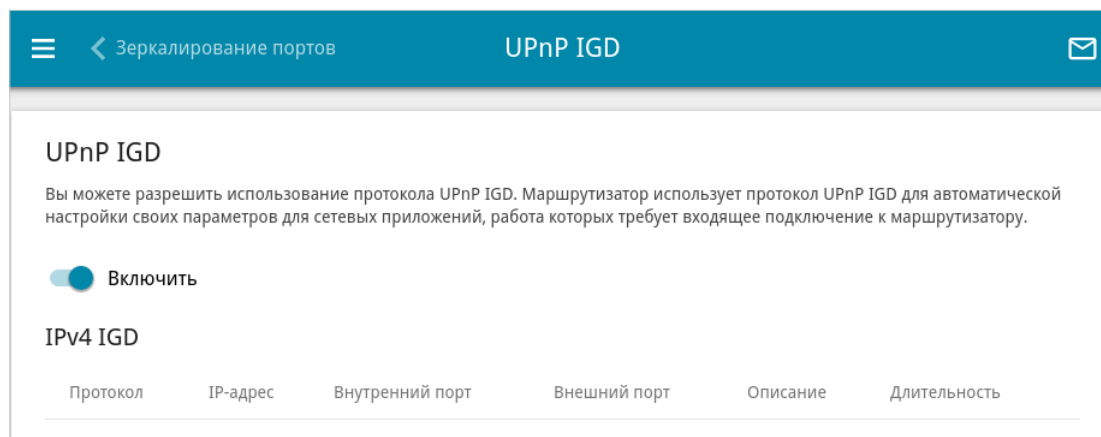 Зеркалирование портов UPnP IGD
UPnP IGD
Вы можете разрешить использование протокола UPnP IGD. Маршрутизатор использует протокол UPnP IGD для автоматической
настройки своих параметров для сетевых приложений, работа которых требует входящее подключение к маршрутизатору.
Включить
IPv4 IGD
Протокол IP-адрес Внутренний порт Внешний порт Описание Длительность